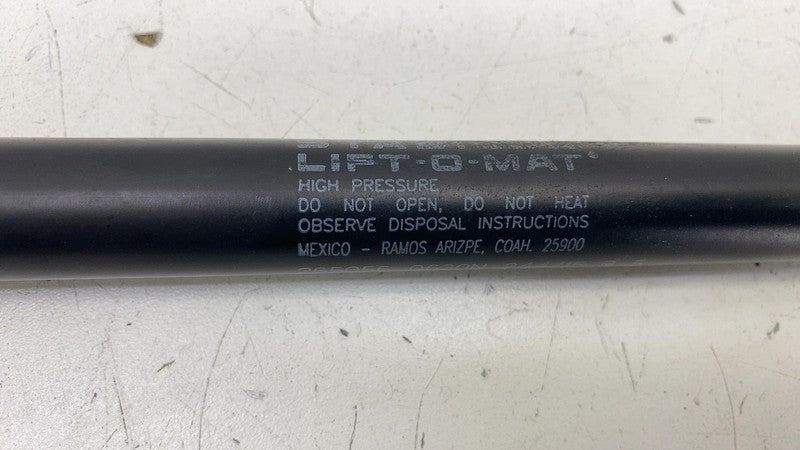 LIFT-O-MAT
HIGH PRESSURE
DO NOT OPEN, DO NOT HEAT
OBSERVE DISPOSAL INSTRUCTIONS
MEXICO - RAMOS ARIZPE, COAH. 25900